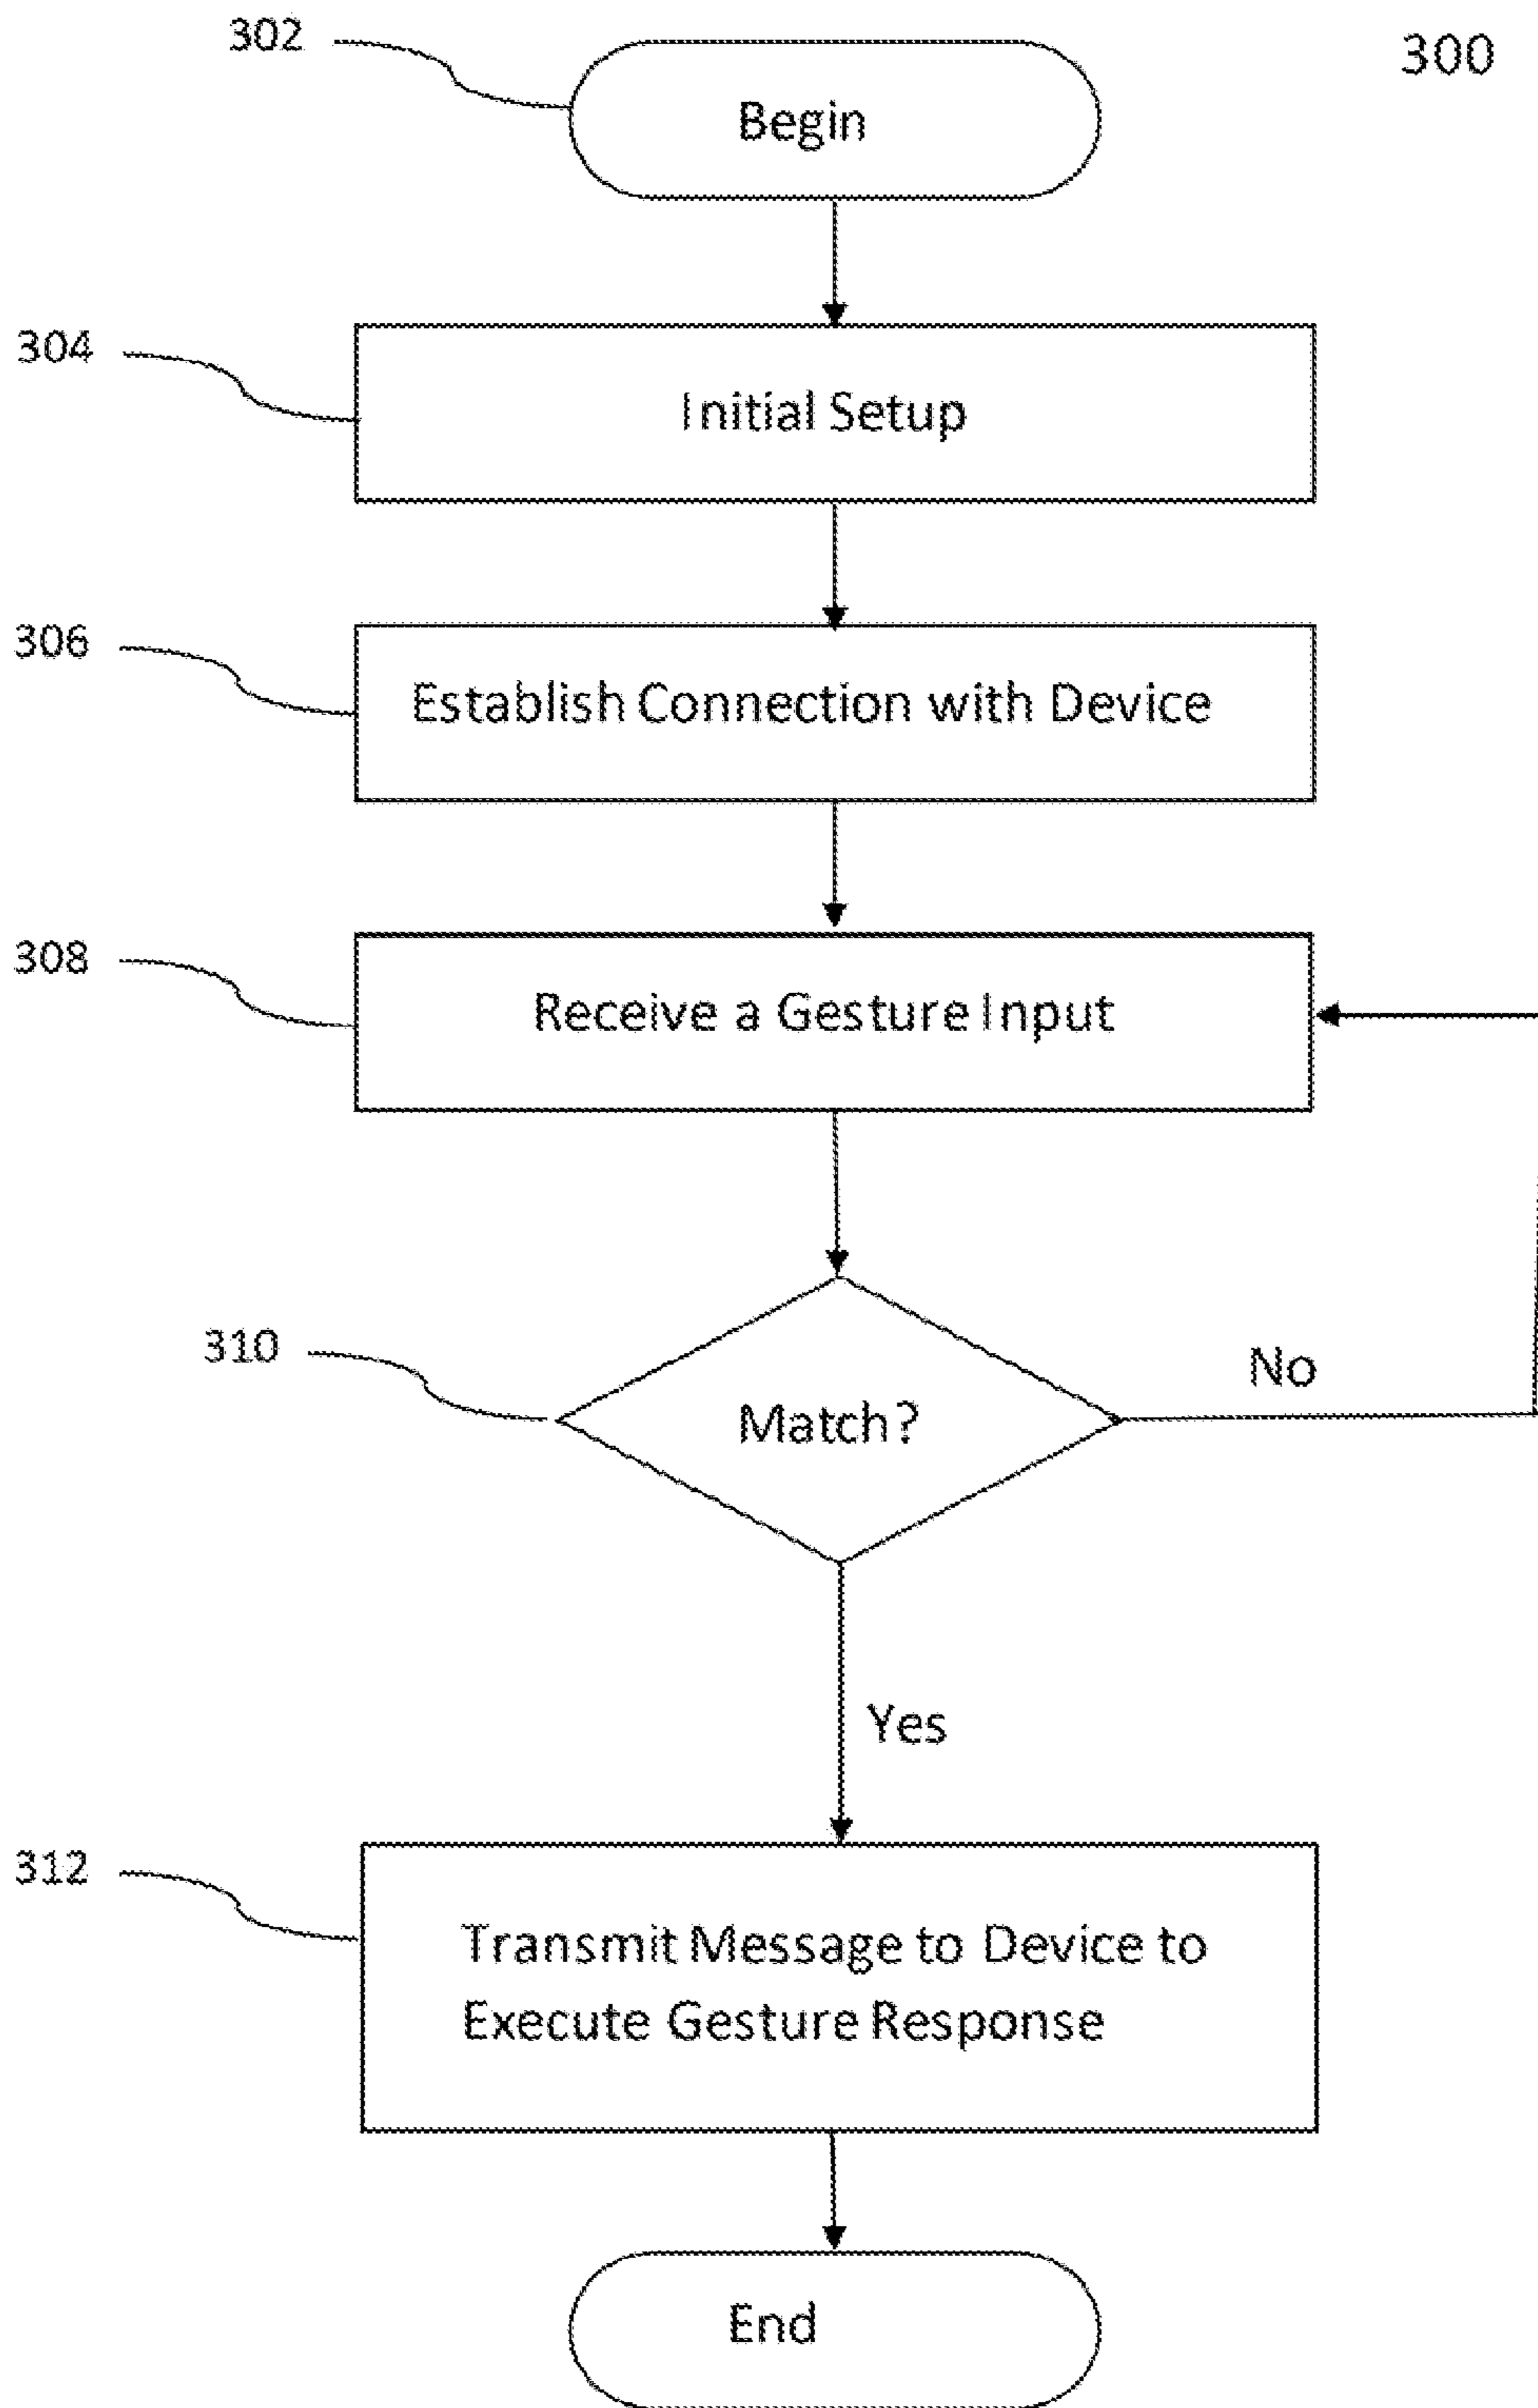 302
300
Begin
304
Initial Setup
306
Establish Connection with Device
308
Receive a Gesture Input
310
No
Match?
Yes
312
Transmit Message to Device to
Execute Gesture Response
End